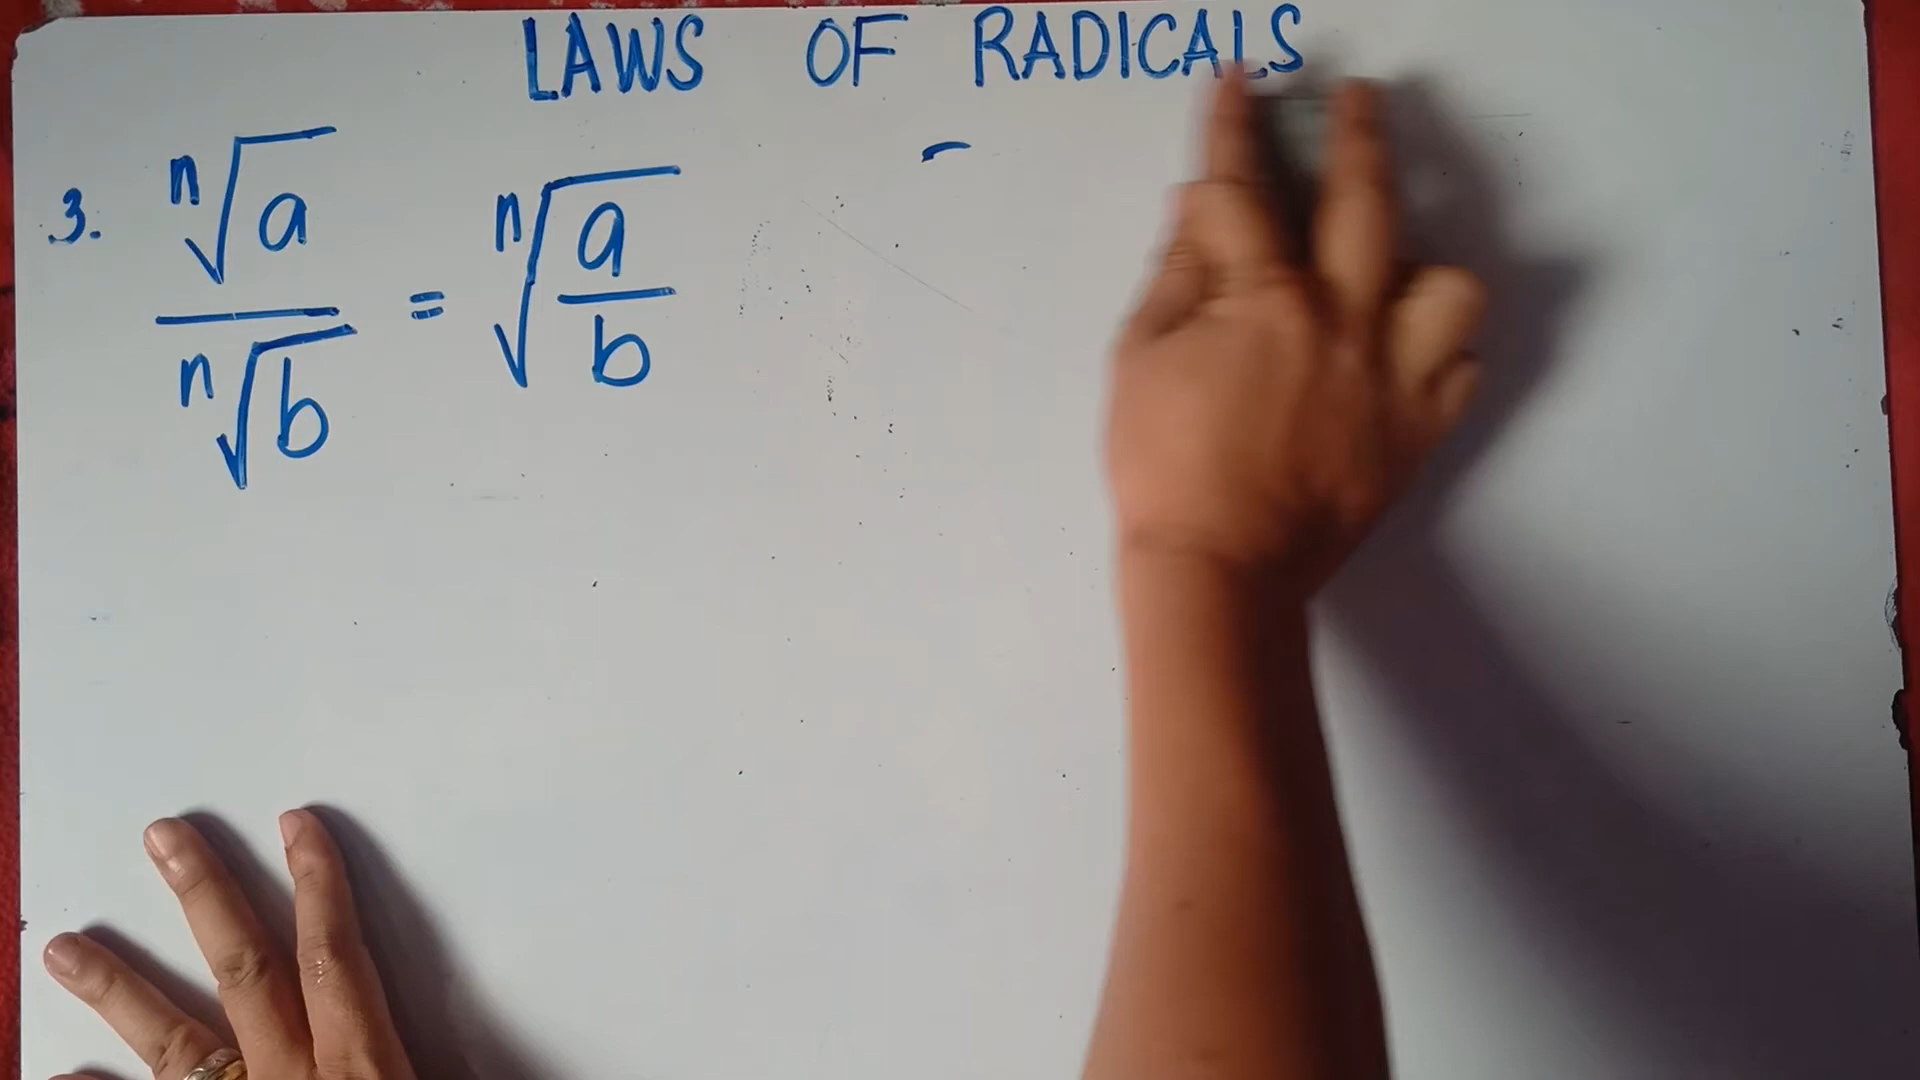 LAWS OF RADICALS
3. ⁿ√a / ⁿ√b = ⁿ√(a/b)